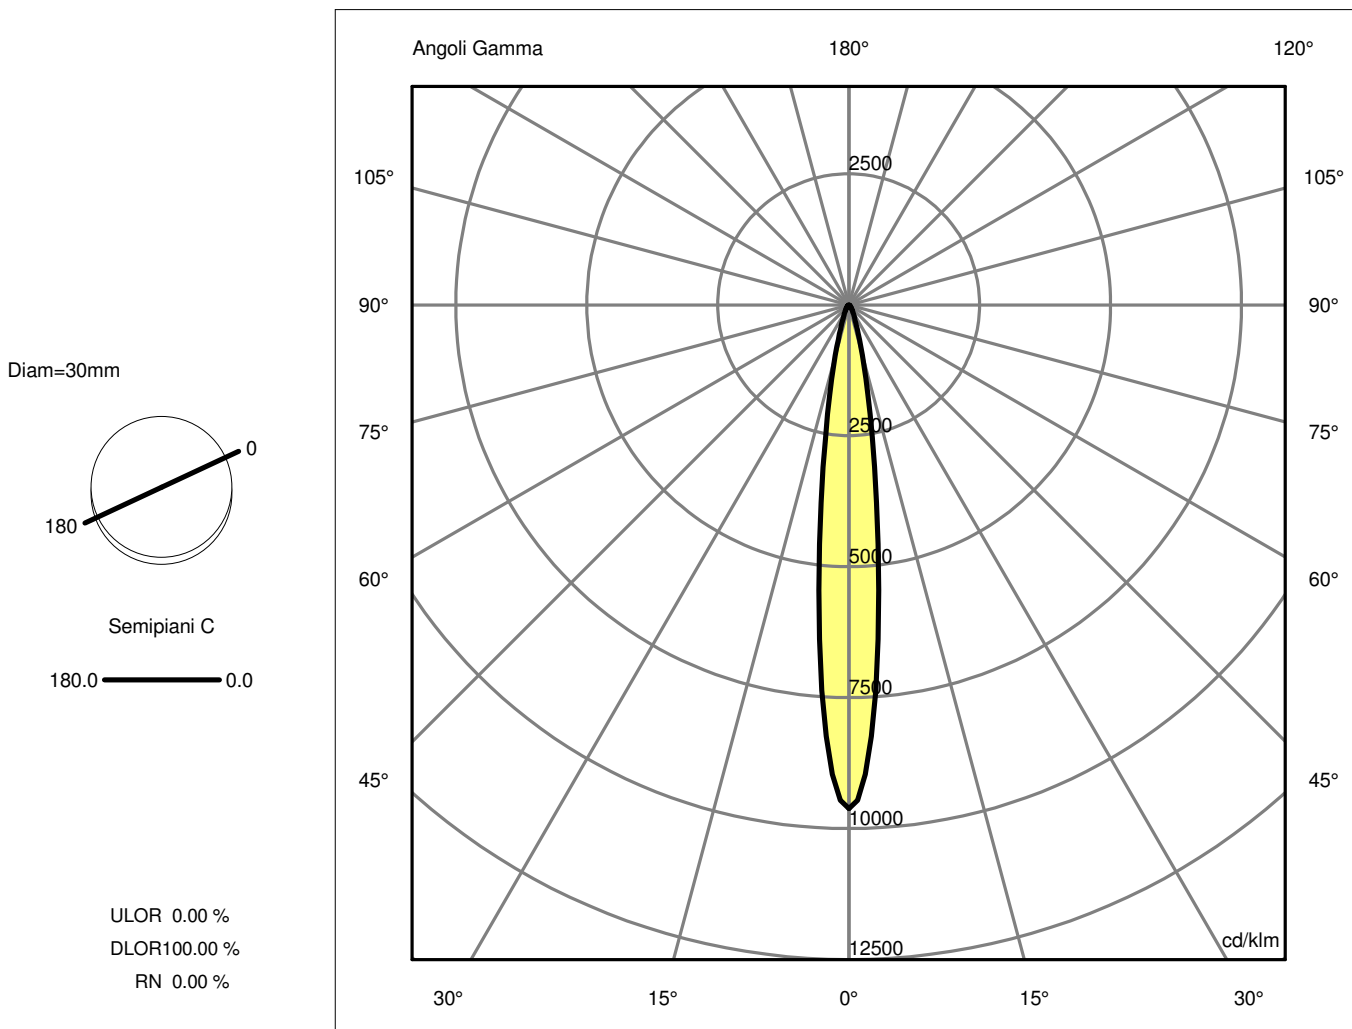 Angoli Gamma 180° 120°
2500
105° 105°
90° 90°
Diam=30mm
2500
75° 75°
0
180
5000
60° 60°
Semipiani C
180.0 0.0
7500
45° 45°
10000
ULOR 0.00 %
cd/klm
DLOR100.00 %
12500
RN 0.00 %
30° 15° 0° 15° 30°